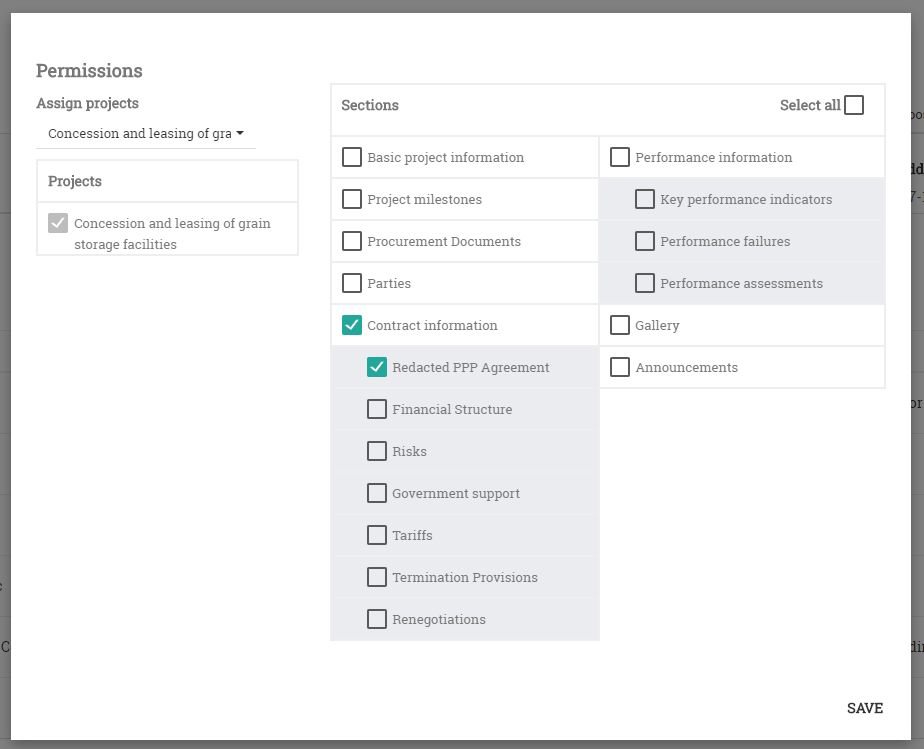 Permissions
Assign projects
Concession and leasing of gra
Projects
Concession and leasing of grain
storage facilities
Sections
Select all
Basic project information
Project milestones
Procurement Documents
Parties
Contract information
Redacted PPP Agreement
Financial Structure
Risks
Government support
Tariffs
Termination Provisions
Renegotiations
Performance information
Key performance indicators
Performance failures
Performance assessments
Gallery
Announcements
SAVE